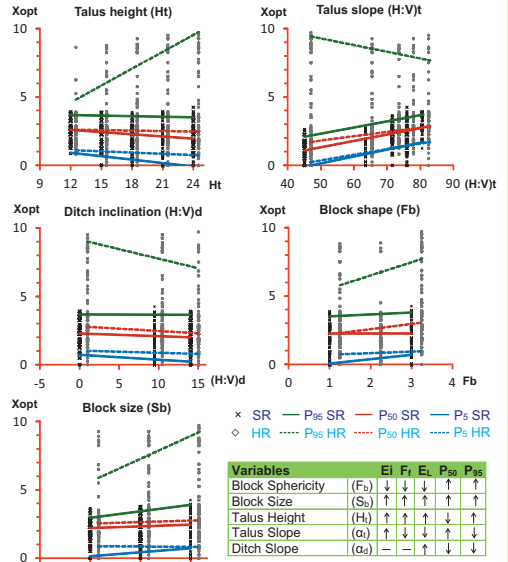 Xopt Talus height (Ht)
10
5
0
9 12 15 18 21 24 Ht
Xopt Talus slope (H:V)t
10
5
0
40 50 60 70 80 90 (H:V)t
Xopt Ditch inclination (H:V)d
10
5
0
-5 0 5 10 15 (H:V)d
Xopt Block shape (Fb)
10
5
0
0 1 2 3 4 Fb
Xopt Block size (Sb)
10
5
0
× SR P95 SR P50 SR P5 SR
◇ HR P95 HR P50 HR P5 HR
Variables Ei Ff EL P50 P95
Block Sphericity (Fb) ↓ ↓ ↓ ↑ ↑
Block Size (Sb) ↑ ↑ ↑ ↑ ↑
Talus Height (Ht) ↑ ↑ ↑ ↓ ↑
Talus Slope (αt) ↑ ↓ ↓ ↑ ↓
Ditch Slope (αd) – – ↑ ↓ ↓